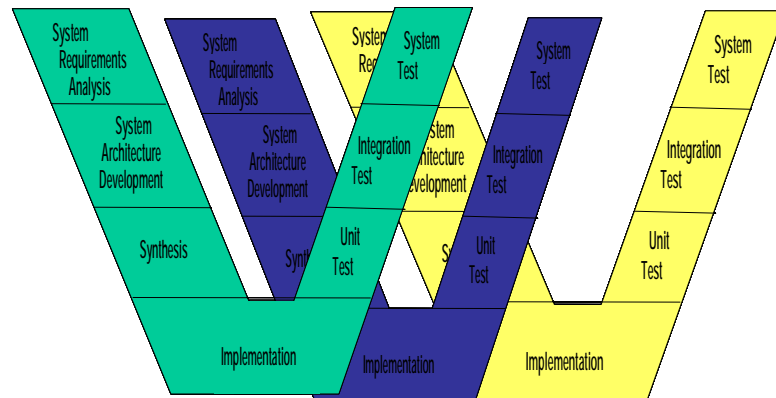 System
Requirements
Analysis
System
Architecture
Development
Synthesis
Implementation
System
Test
Integration
Test
Unit
Test
System
Requirements
Analysis
System
Architecture
Development
Implementation
System
Test
Integration
Test
Unit
Test
Implementation
System
Test
Integration
Test
Unit
Test